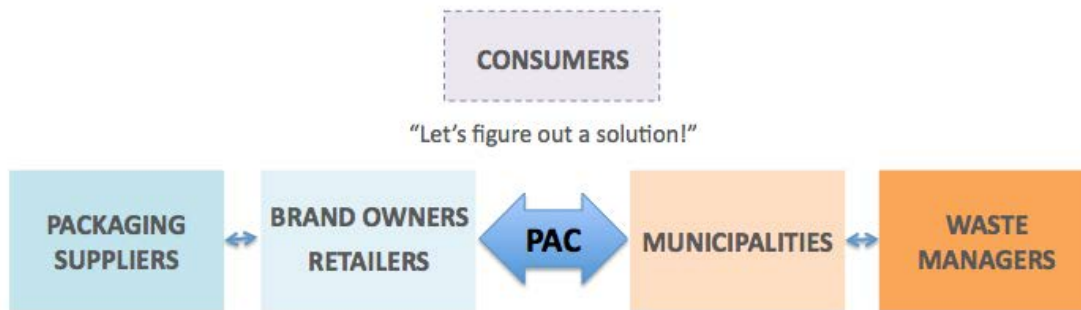 CONSUMERS
“Let’s figure out a solution!”
PACKAGING
SUPPLIERS
BRAND OWNERS
RETAILERS
PAC
MUNICIPALITIES
WASTE
MANAGERS